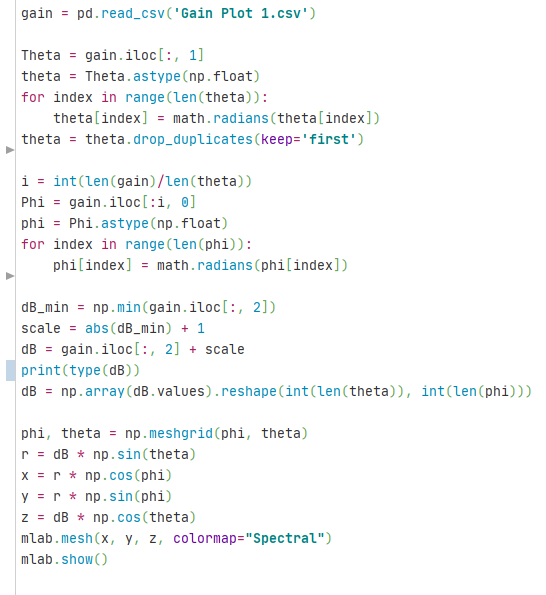 gain = pd.read_csv('Gain Plot 1.csv')
Theta = gain.iloc[:, 1]
theta = Theta.astype(np.float)
for index in range(len(theta)):
    theta[index] = math.radians(theta[index])
theta = theta.drop_duplicates(keep='first')
i = int(len(gain)/len(theta))
Phi = gain.iloc[:i, 0]
phi = Phi.astype(np.float)
for index in range(len(phi)):
    phi[index] = math.radians(phi[index])
dB_min = np.min(gain.iloc[:, 2])
scale = abs(dB_min) + 1
dB = gain.iloc[:, 2] + scale
print(type(dB))
dB = np.array(dB.values).reshape(int(len(theta)), int(len(phi)))
phi, theta = np.meshgrid(phi, theta)
r = dB * np.sin(theta)
x = r * np.cos(phi)
y = r * np.sin(phi)
z = dB * np.cos(theta)
mlab.mesh(x, y, z, colormap="Spectral")
mlab.show()